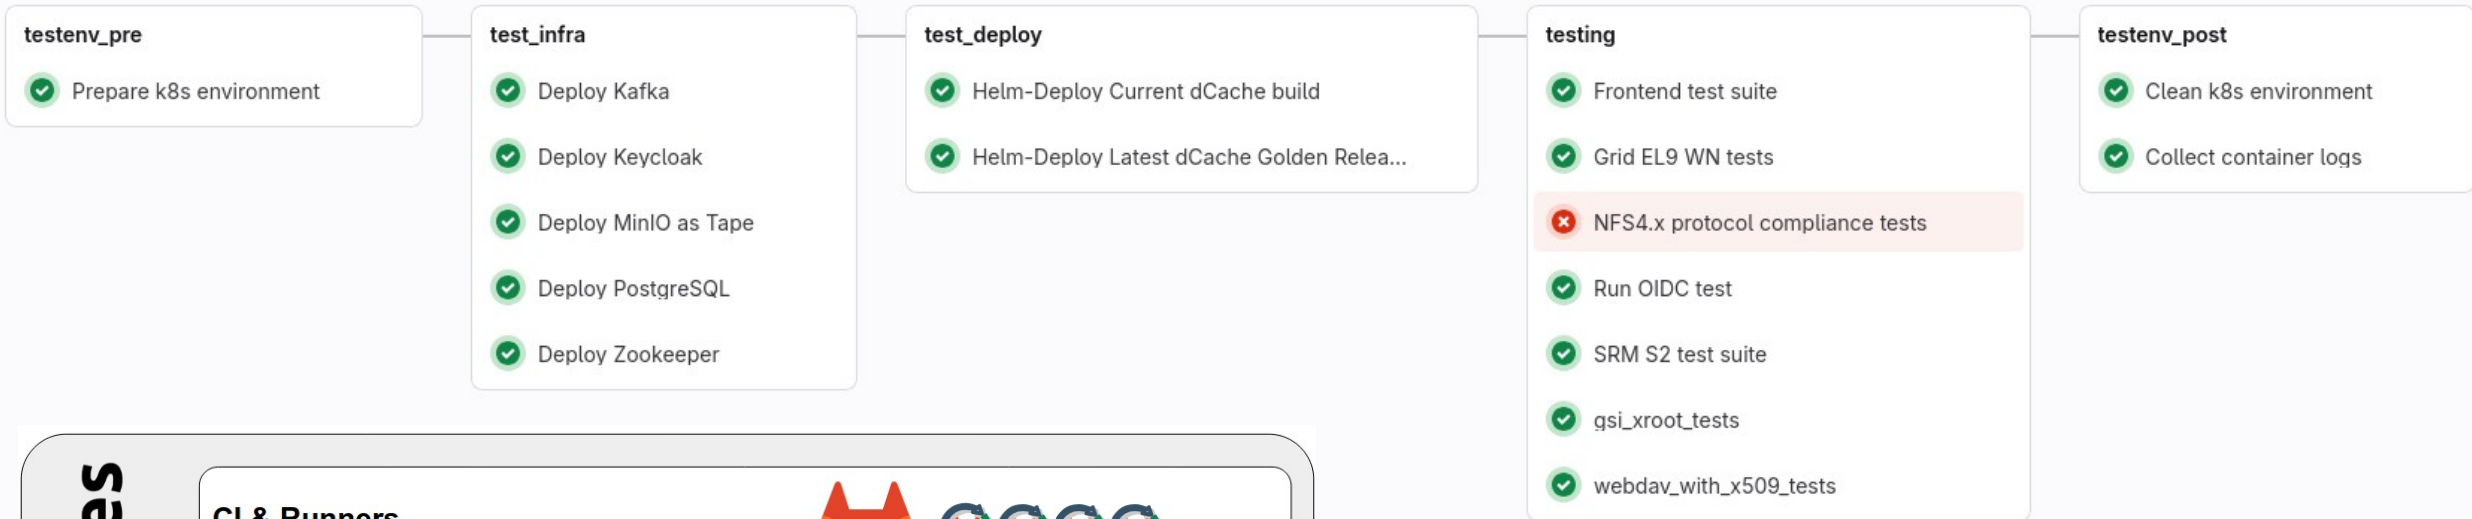 testenv_pre
Prepare k8s environment
test_infra
Deploy Kafka
Deploy Keycloak
Deploy MinIO as Tape
Deploy PostgreSQL
Deploy Zookeeper
test_deploy
Helm-Deploy Current dCache build
Helm-Deploy Latest dCache Golden Relea...
testing
Frontend test suite
Grid EL9 WN tests
NFS4.x protocol compliance tests
Run OIDC test
SRM S2 test suite
gsi_xroot_tests
webdav_with_x509_tests
testenv_post
Clean k8s environment
Collect container logs
es
CI & Runners